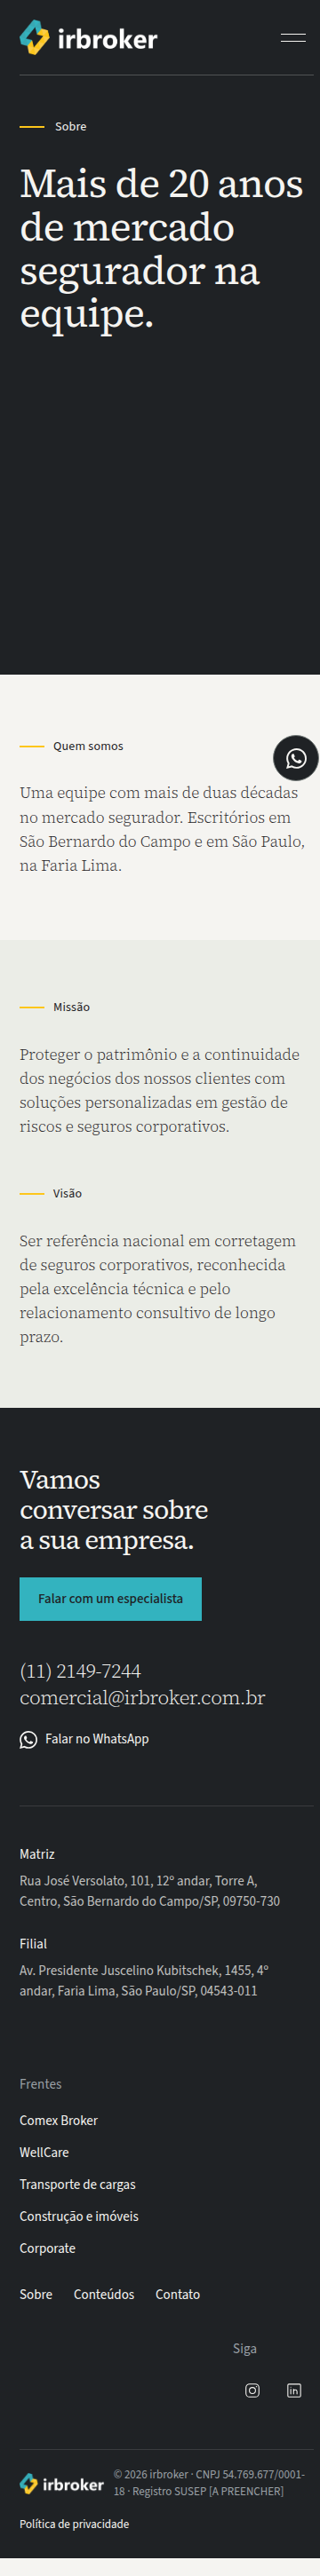 irbroker
Sobre
Mais de 20 anos
de mercado
segurador na
equipe.
Quem somos
Uma equipe com mais de duas décadas
no mercado segurador. Escritórios em
São Bernardo do Campo e em São Paulo,
na Faria Lima.
Missão
Proteger o patrimônio e a continuidade
dos negócios dos nossos clientes com
soluções personalizadas em gestão de
riscos e seguros corporativos.
Visão
Ser referência nacional em corretagem
de seguros corporativos, reconhecida
pela excelência técnica e pelo
relacionamento consultivo de longo
prazo.
Vamos
conversar sobre
a sua empresa.
Falar com um especialista
(11) 2149-7244
comercial@irbroker.com.br
Falar no WhatsApp
Matriz
Rua José Versolato, 101, 12º andar, Torre A,
Centro, São Bernardo do Campo/SP, 09750-730
Filial
Av. Presidente Juscelino Kubitschek, 1455, 4º
andar, Faria Lima, São Paulo/SP, 04543-011
Frentes
Comex Broker
WellCare
Transporte de cargas
Construção e imóveis
Corporate
Sobre Conteúdos Contato
Siga
irbroker
© 2026 irbroker · CNPJ 54.769.677/0001-
18 · Registro SUSEP [A PREENCHER]
Política de privacidade